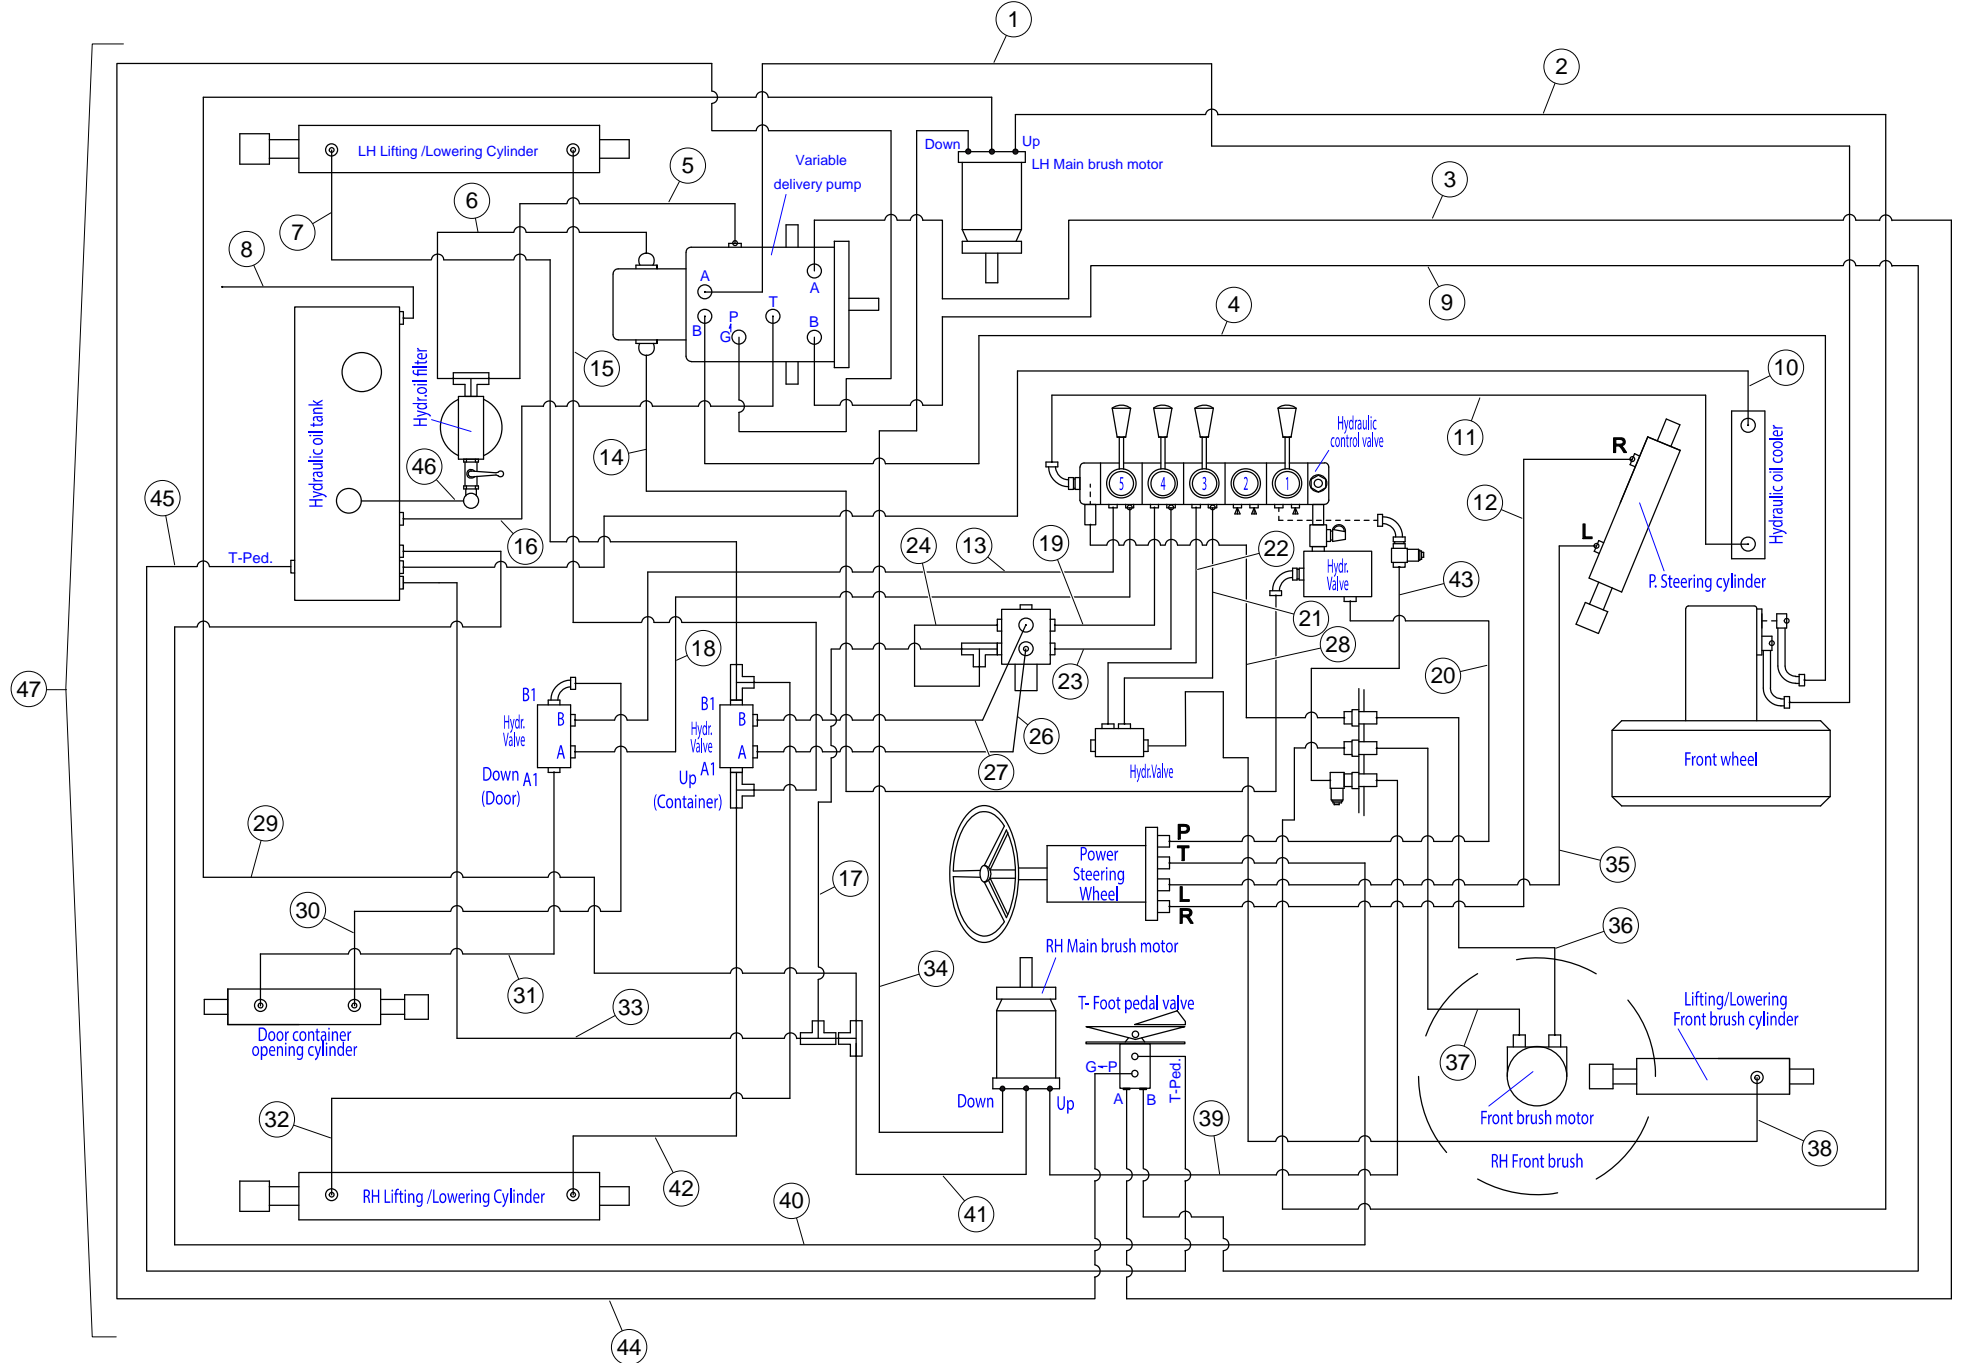 1
2
LH Lifting /Lowering Cylinder
Variable
delivery pump
Down
Up
LH Main brush motor
5
3
6
7
8
A
A
T
P
B
G
B
9
4
15
10
Hydr.oil filter
Hydraulic oil tank
Hydraulic
control valve
11
R
Hydraulic oil cooler
14
46
45
5
4
3
2
1
12
L
16
24
13
19
22
T-Ped.
Hydr.
Valve
43
P. Steering cylinder
21
18
28
23
20
47
B1
B
Hydr.
Valve
A
Down
A1
(Door)
B1
B
Hydr.
Valve
A
A1
Up
(Container)
26
27
Hydr.Valve
Front wheel
29
P
T
Power
Steering
Wheel
L
R
17
35
30
36
RH Main brush motor
34
31
33
T- Foot pedal valve
Lifting/Lowering
Front brush cylinder
Door container
opening cylinder
37
G
P
T-Ped.
Down
Up
A
B
32
39
Front brush motor
38
RH Front brush
RH Lifting /Lowering Cylinder
42
40
41
44